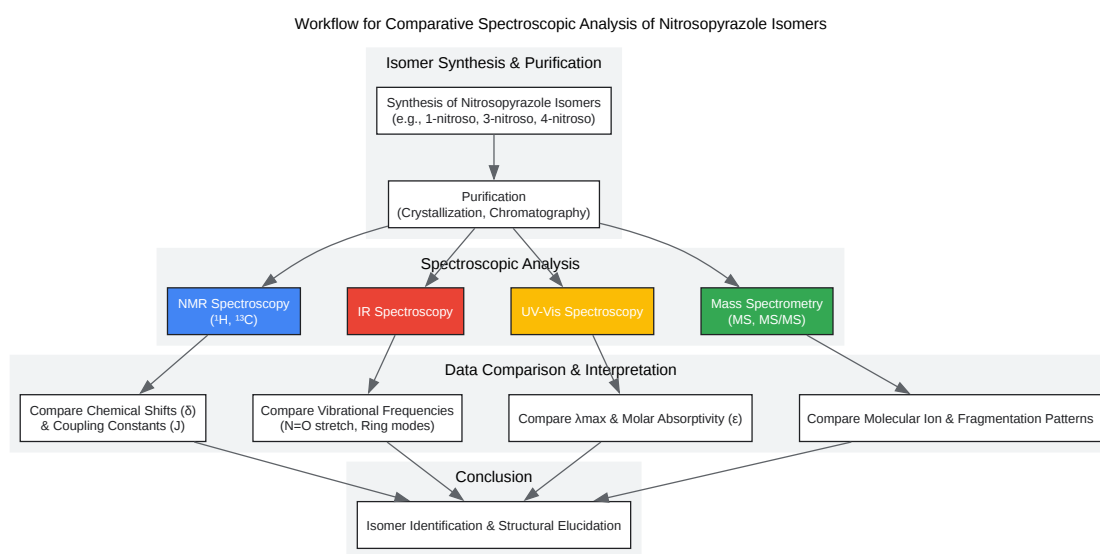 Workflow for Comparative Spectroscopic Analysis of Nitrosopyrazole Isomers
Isomer Synthesis & Purification
Synthesis of Nitrosopyrazole Isomers
(e.g., 1-nitroso, 3-nitroso, 4-nitroso)
Purification
(Crystallization, Chromatography)
Spectroscopic Analysis
NMR Spectroscopy
(¹H, ¹³C)
IR Spectroscopy
UV-Vis Spectroscopy
Mass Spectrometry
(MS, MS/MS)
Data Comparison & Interpretation
Compare Chemical Shifts (δ)
& Coupling Constants (J)
Compare Vibrational Frequencies
(N=O stretch, Ring modes)
Compare λmax & Molar Absorptivity (ε)
Compare Molecular Ion & Fragmentation Patterns
Conclusion
Isomer Identification & Structural Elucidation